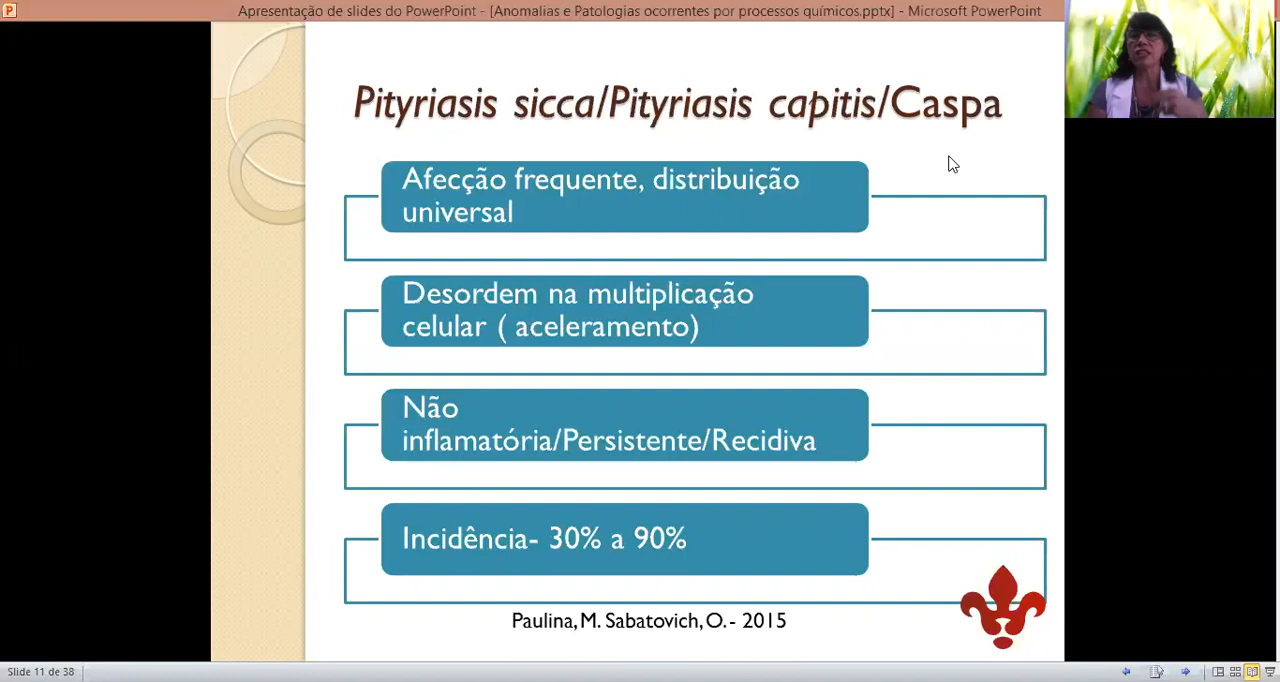 Apresentação de slides do PowerPoint - [Anomalias e Patologias ocorrentes por processos químicos.pptx] - Microsoft PowerPoint
Pityriasis sicca/Pityriasis capitis/Caspa
Afecção frequente, distribuição
universal
Desordem na multiplicação
celular ( aceleramento)
Não
inflamatória/Persistente/Recidiva
Incidência- 30% a 90%
Paulina, M. Sabatovich, O. - 2015
Slide 11 de 38